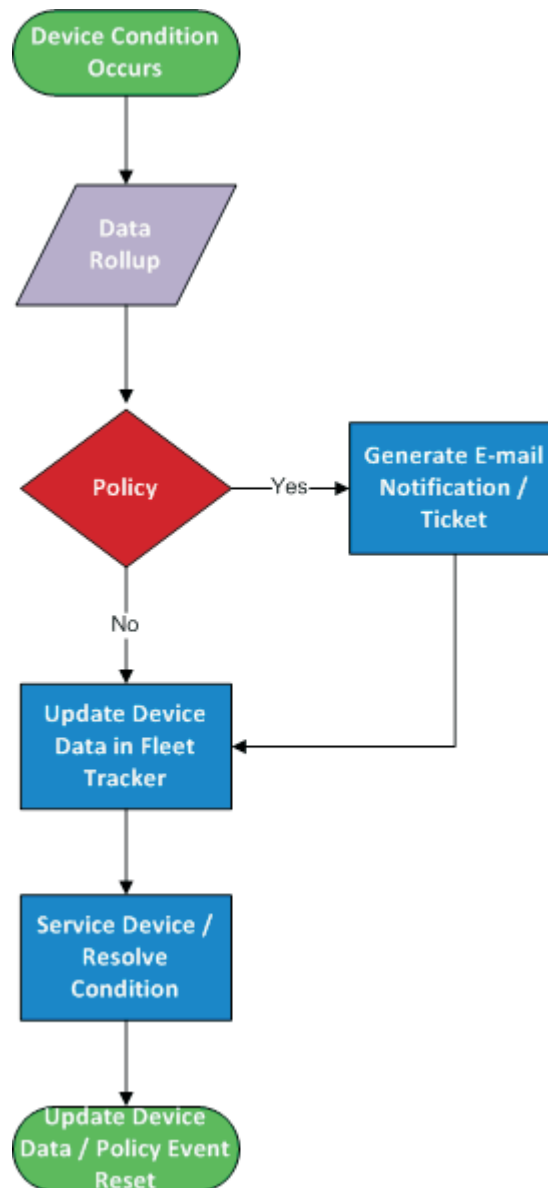 Device Condition
Occurs
Data
Rollup
Policy
Yes
Generate E-mail
Notification /
Ticket
No
Update Device
Data in Fleet
Tracker
Service Device /
Resolve
Condition
Update Device
Data / Policy Event
Reset